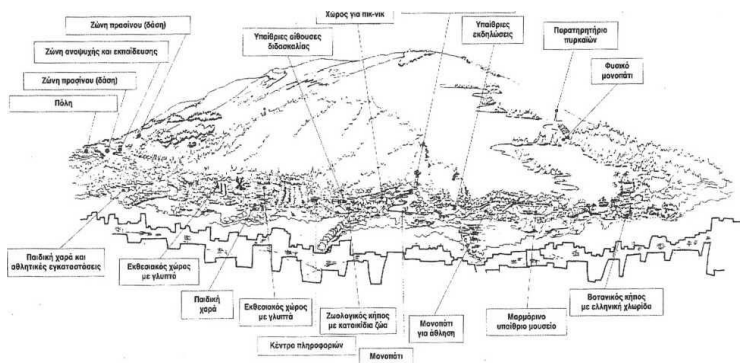 Ζώνη πρασίνου (δάση)
Ζώνη αναψυχής και εκπαίδευσης
Ζώνη πρασίνου (δάση)
Πόλη
Χώρος για πικ-νικ
Υπαίθριες αίθουσες
διδασκαλίας
Υπαίθριες
εκδηλώσεις
Παρατηρητήριο
πυρκαϊών
Φυσικό
μονοπάτι
Παιδική χαρά και
αθλητικές εγκαταστάσεις
Εκθεσιακός χώρος
με γλυπτά
Παιδική
χαρά
Εκθεσιακός χώρος
με γλυπτά
Ζωολογικός κήπος
με κατοικίδια ζώα
Μονοπάτι
για άθληση
Μαρμάρινο
υπαίθριο μουσείο
Βοτανικός κήπος
με ελληνική χλωρίδα
Κέντρο πληροφοριών
Μονοπάτι